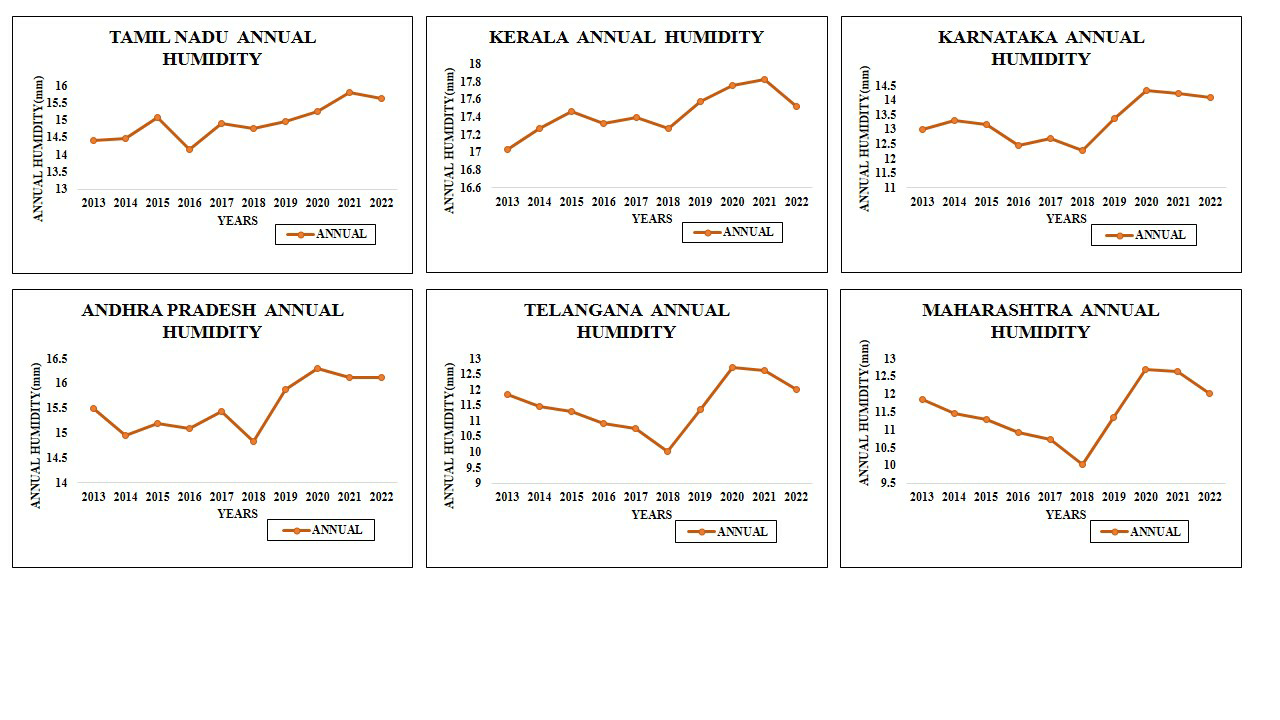 TAMIL NADU ANNUAL
HUMIDITY
ANNUAL HUMIDITY(mm)
16
15.5
15
14.5
14
13.5
13
2013 2014 2015 2016 2017 2018 2019 2020 2021 2022
YEARS
ANNUAL
KERALA ANNUAL HUMIDITY
ANNUAL HUMIDITY(mm)
18
17.8
17.6
17.4
17.2
17
16.8
16.6
2013 2014 2015 2016 2017 2018 2019 2020 2021 2022
YEARS
ANNUAL
KARNATAKA ANNUAL
HUMIDITY
ANNUAL HUMIDITY(mm)
14.5
14
13.5
13
12.5
12
11.5
11
2013 2014 2015 2016 2017 2018 2019 2020 2021 2022
YEARS
ANNUAL
ANDHRA PRADESH ANNUAL
HUMIDITY
ANNUAL HUMIDITY(mm)
16.5
16
15.5
15
14.5
14
2013 2014 2015 2016 2017 2018 2019 2020 2021 2022
YEARS
ANNUAL
TELANGANA ANNUAL
HUMIDITY
ANNUAL HUMIDITY(mm)
13
12.5
12
11.5
11
10.5
10
9.5
9
2013 2014 2015 2016 2017 2018 2019 2020 2021 2022
YEARS
ANNUAL
MAHARASHTRA ANNUAL
HUMIDITY
ANNUAL HUMIDITY(mm)
13
12.5
12
11.5
11
10.5
10
9.5
2013 2014 2015 2016 2017 2018 2019 2020 2021 2022
YEARS
ANNUAL